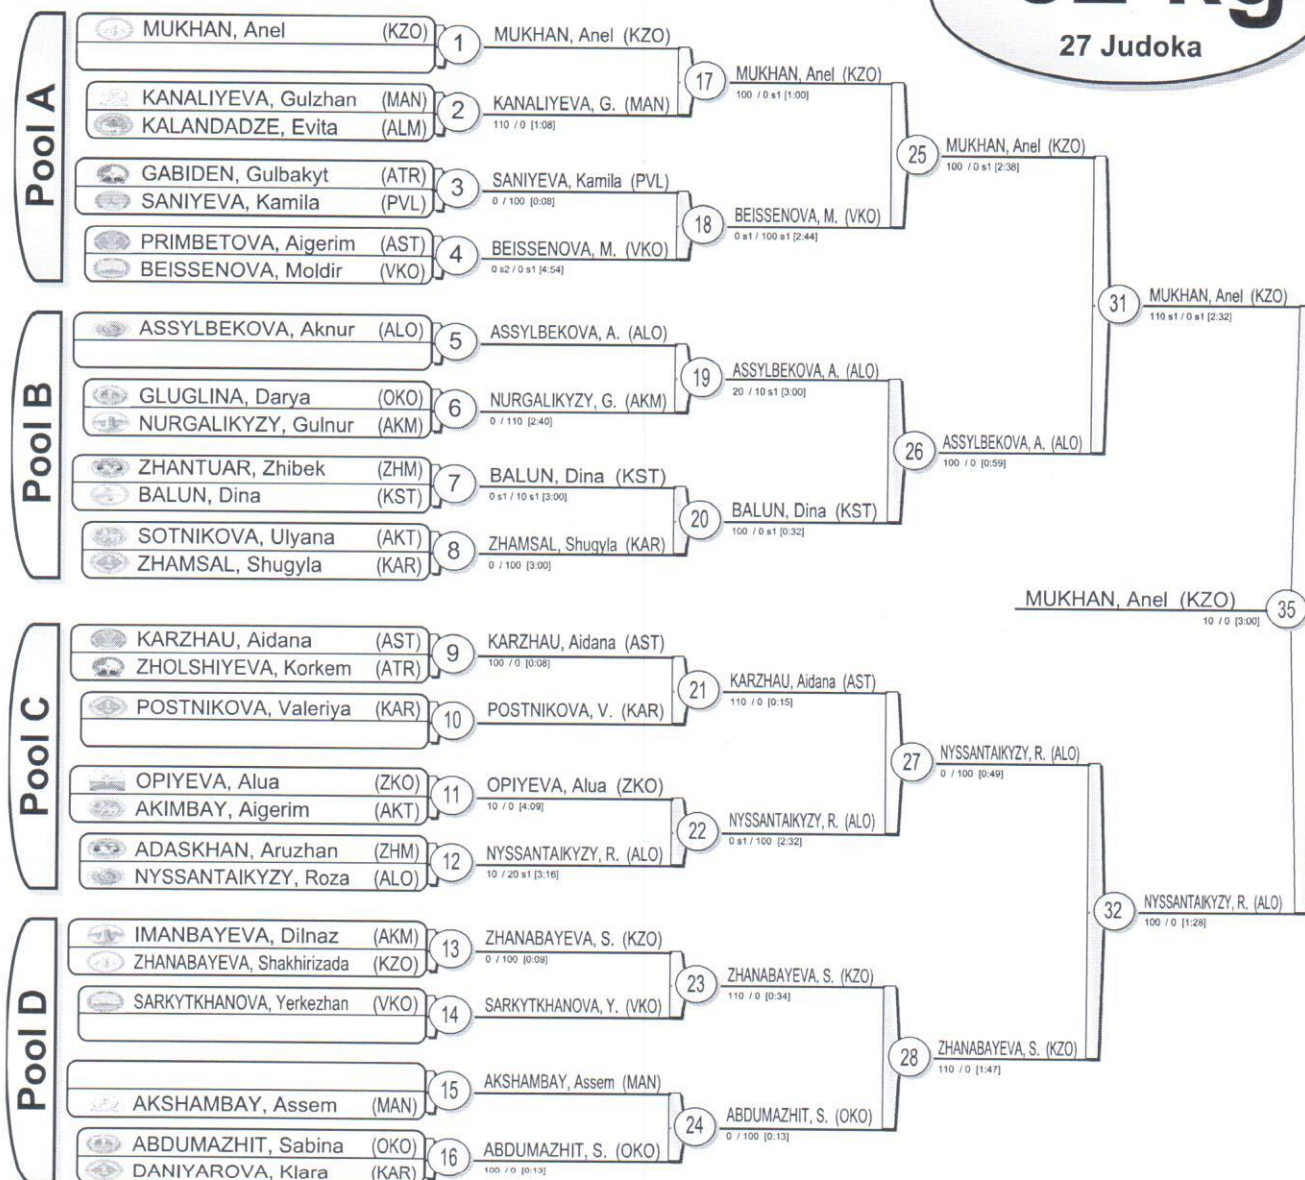 kg
27 Judoka
Pool A
MUKHAN, Anel (KZO)
1
MUKHAN, Anel (KZO)
KANALIYEVA, Gulzhan (MAN)
KALANDADZE, Evita (ALM)
2
KANALIYEVA, G. (MAN)
110 / 0 [1:08]
17
MUKHAN, Anel (KZO)
100 / 0 s1 [1:00]
GABIDEN, Gulbakyt (ATR)
SANIYEVA, Kamila (PVL)
3
SANIYEVA, Kamila (PVL)
0 / 100 [0:08]
PRIMBETOVA, Aigerim (AST)
BEISSENOVA, Moldir (VKO)
4
BEISSENOVA, M. (VKO)
0 s2 / 0 s1 [4:54]
18
BEISSENOVA, M. (VKO)
0 s1 / 100 s1 [2:44]
25
MUKHAN, Anel (KZO)
100 / 0 s1 [2:38]
Pool B
ASSYLBEKOVA, Aknur (ALO)
5
ASSYLBEKOVA, A. (ALO)
GLUGLINA, Darya (OKO)
NURGALIKYZY, Gulnur (AKM)
6
NURGALIKYZY, G. (AKM)
0 / 110 [2:40]
19
ASSYLBEKOVA, A. (ALO)
20 / 10 s1 [3:00]
ZHANTUAR, Zhibek (ZHM)
BALUN, Dina (KST)
7
BALUN, Dina (KST)
0 s1 / 10 s1 [3:00]
SOTNIKOVA, Ulyana (AKT)
ZHAMSAL, Shugyla (KAR)
8
ZHAMSAL, Shugyla (KAR)
0 / 100 [3:00]
20
BALUN, Dina (KST)
100 / 0 s1 [0:32]
26
ASSYLBEKOVA, A. (ALO)
100 / 0 [0:59]
31
MUKHAN, Anel (KZO)
110 s1 / 0 s1 [2:32]
MUKHAN, Anel (KZO)
10 / 0 [3:00]
35
Pool C
KARZHAU, Aidana (AST)
ZHOLSHIYEVA, Korkem (ATR)
9
KARZHAU, Aidana (AST)
100 / 0 [0:08]
POSTNIKOVA, Valeriya (KAR)
10
POSTNIKOVA, V. (KAR)
21
KARZHAU, Aidana (AST)
110 / 0 [0:15]
OPIYEVA, Alua (ZKO)
AKIMBAY, Aigerim (AKT)
11
OPIYEVA, Alua (ZKO)
10 / 0 [4:09]
ADASKHAN, Aruzhan (ZHM)
NYSSANTAIKYZY, Roza (ALO)
12
NYSSANTAIKYZY, R. (ALO)
10 / 20 s1 [3:16]
22
NYSSANTAIKYZY, R. (ALO)
0 s1 / 100 [2:32]
27
NYSSANTAIKYZY, R. (ALO)
0 / 100 [0:49]
Pool D
IMANBAYEVA, Dilnaz (AKM)
ZHANABAYEVA, Shakhirizada (KZO)
13
ZHANABAYEVA, S. (KZO)
0 / 100 [0:09]
SARKYTKHANOVA, Yerkezhan (VKO)
14
SARKYTKHANOVA, Y. (VKO)
23
ZHANABAYEVA, S. (KZO)
110 / 0 [0:34]
AKSHAMBAY, Assem (MAN)
15
AKSHAMBAY, Assem (MAN)
ABDUMAZHIT, Sabina (OKO)
DANIYAROVA, Klara (KAR)
16
ABDUMAZHIT, S. (OKO)
100 / 0 [0:13]
24
ABDUMAZHIT, S. (OKO)
0 / 100 [0:13]
28
ZHANABAYEVA, S. (KZO)
110 / 0 [1:47]
32
NYSSANTAIKYZY, R. (ALO)
100 / 0 [1:28]